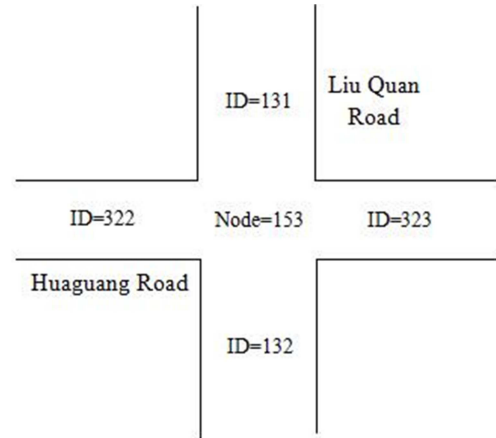 ID=131
Liu Quan
Road
ID=322
Node=153
ID=323
Huaguang Road
ID=132